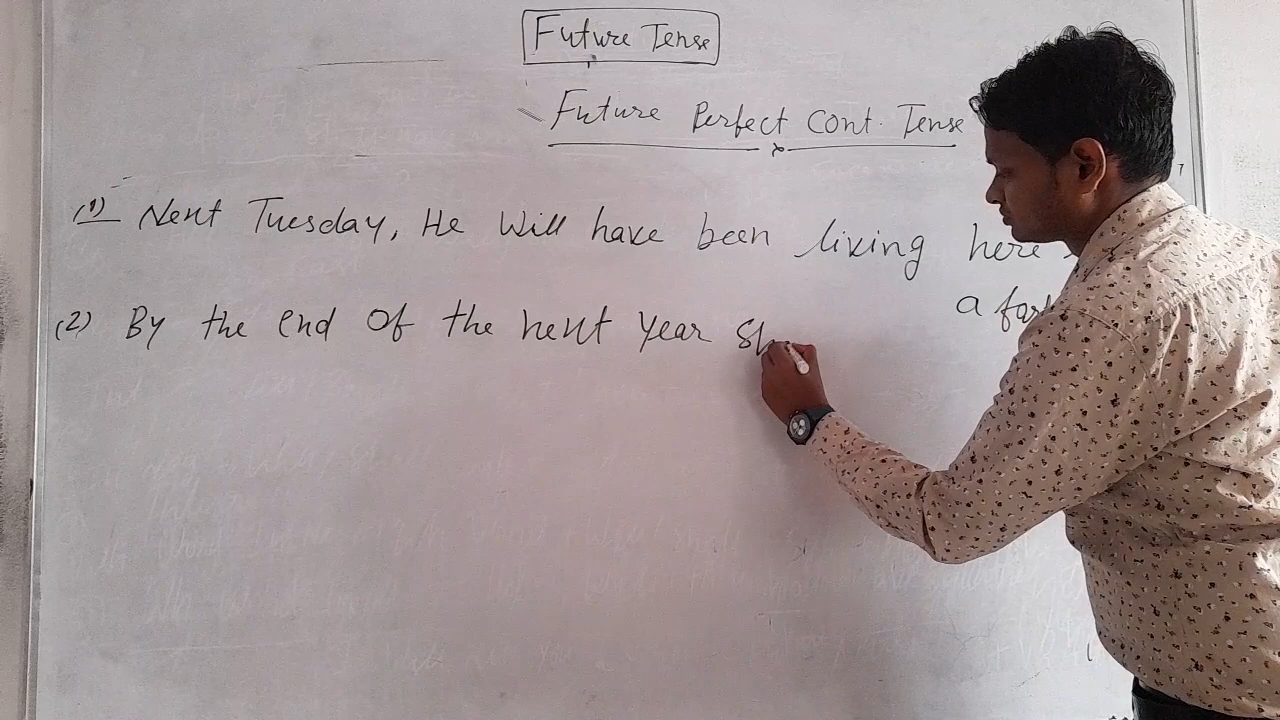 Future Tense
Future Perfect Cont. Tense
(1) Next Tuesday, He will have been living here
a
(2) By the end of the next year